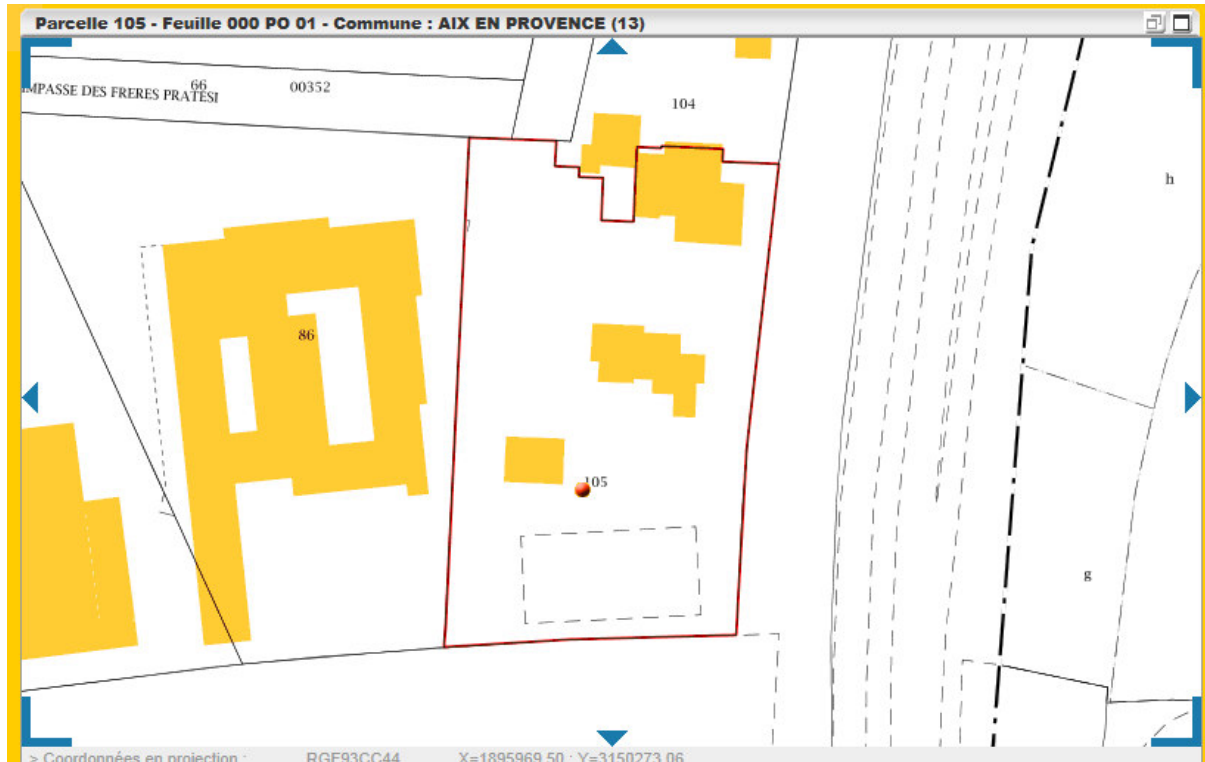 Parcelle 105 - Feuille 000 PO 01 - Commune : AIX EN PROVENCE (13)
104
66
00352
IMPASSE DES FRERES PRATESI
h
86
105
g
> Coordonnées en projection : RGF93CC44 X=1895969.50 ; Y=3150273.06